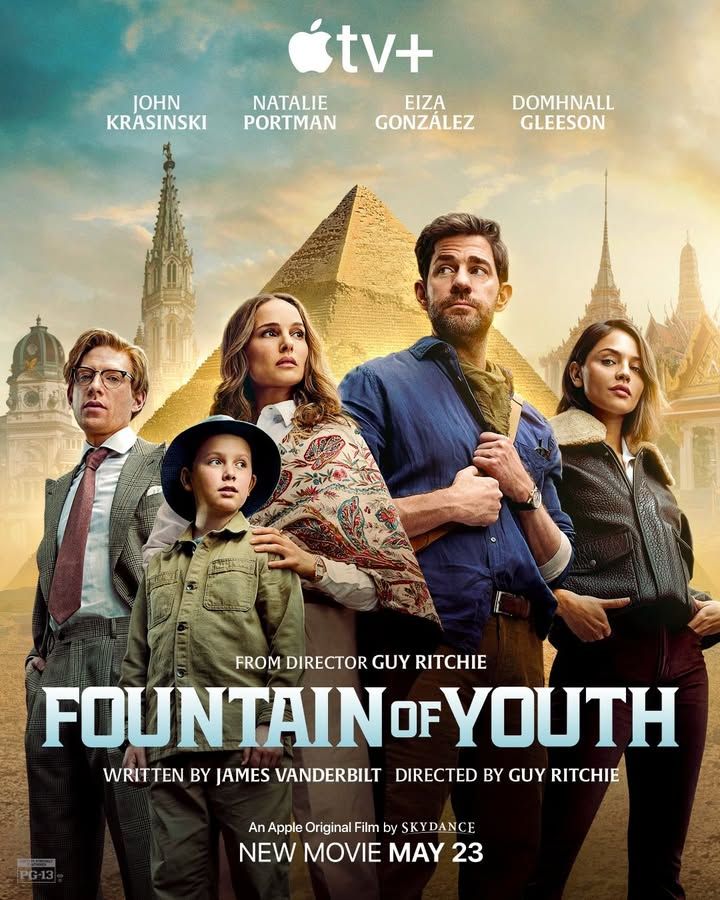 tv+
JOHN KRASINSKI
NATALIE PORTMAN
EIZA GONZÁLEZ
DOMHNALL GLEESON
FROM DIRECTOR GUY RITCHIE
FOUNTAIN OF YOUTH
WRITTEN BY JAMES VANDERBILT DIRECTED BY GUY RITCHIE
An Apple Original Film by SKYDANCE
NEW MOVIE MAY 23
PG-13